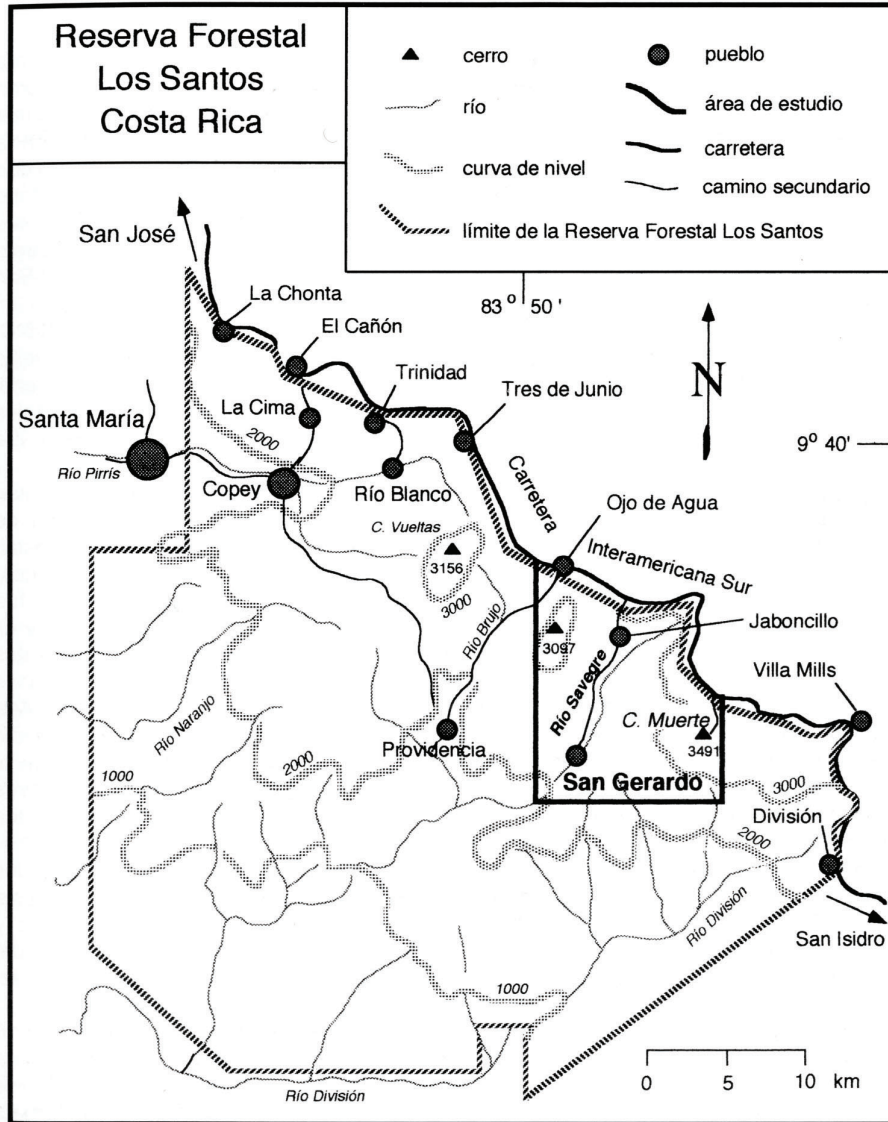 Reserva Forestal
Los Santos
Costa Rica
cerro
pueblo
río
área de estudio
curva de nivel
carretera
camino secundario
límite de la Reserva Forestal Los Santos
San José
La Chonta
83 º 50 '
El Cañón
Trinidad
N
La Cima
Tres de Junio
Santa María
2000
9º 40'
Río Pirrís
Copey
Río Blanco
Carretera
Ojo de Agua
C. Vueltas
3156
Interamericana Sur
3000
Río Brujo
Jaboncillo
3097
Río Savegre
Villa Mills
Río Naranjo
C. Muerte
Providencia
3491
2000
1000
San Gerardo
3000
División
2000
Río División
San Isidro
1000
0 5 10 km
Río División